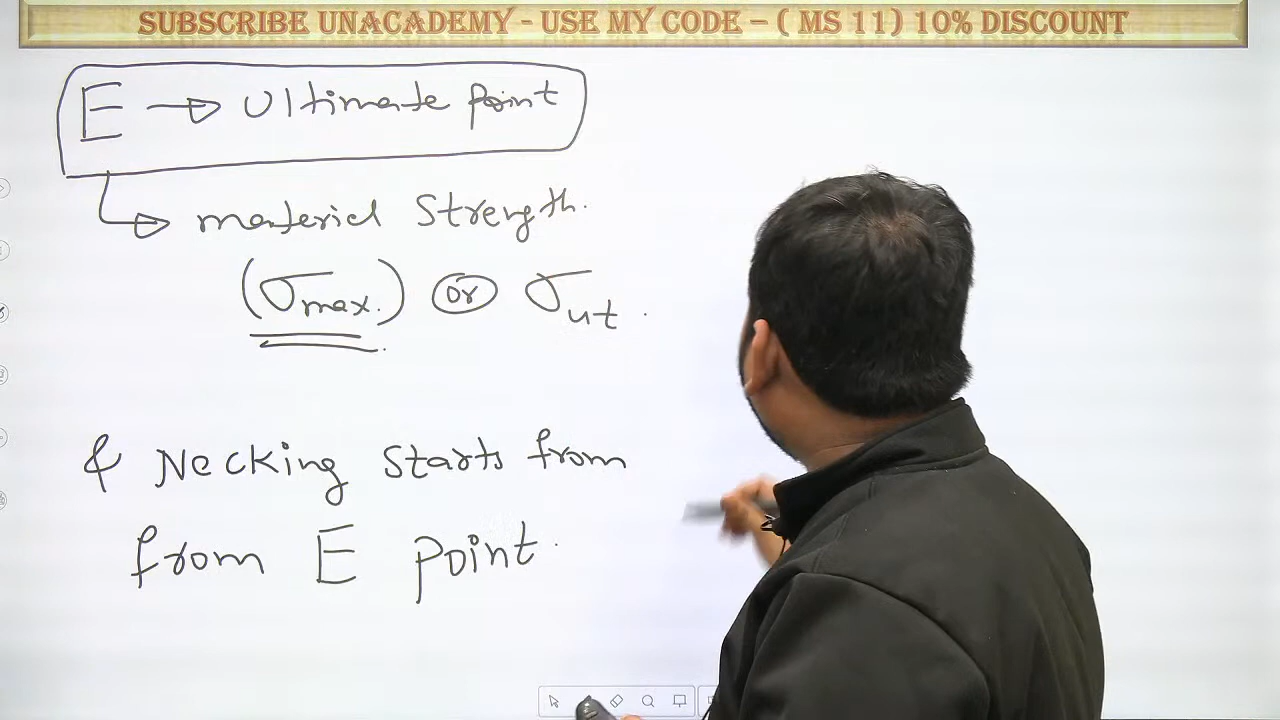 SUBSCRIBE UNACADEMY - USE MY CODE – ( MS 11) 10% DISCOUNT
E → Ultimate point
↳ material Strength.
(σmax.) or σut.
& Necking starts from
from E point.